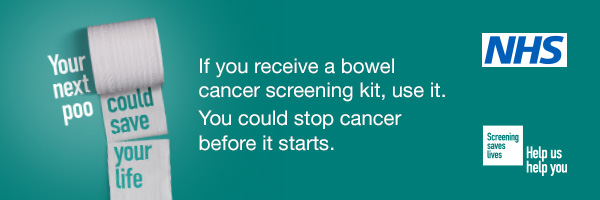 Your
next
poo
could
save
your
life
If you receive a bowel
cancer screening kit, use it.
You could stop cancer
before it starts.
NHS
Screening
saves
lives
Help us
help you